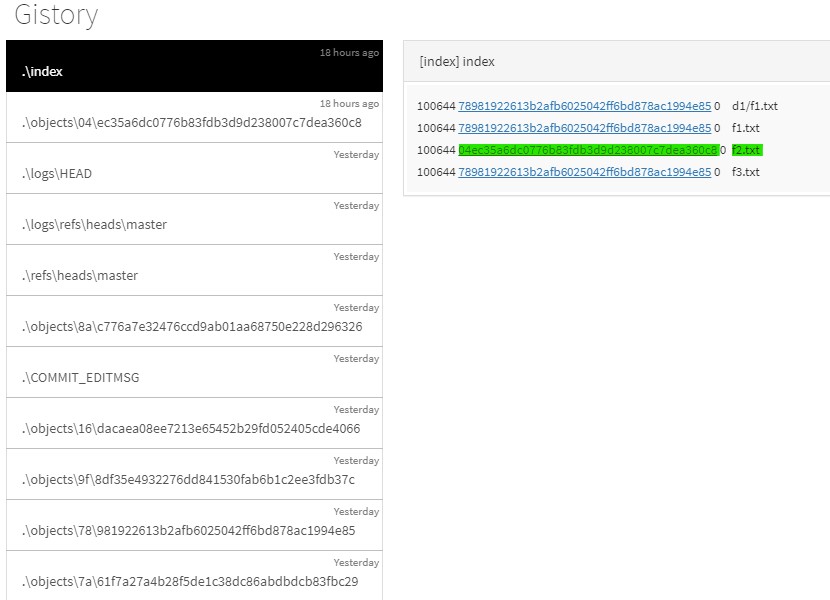 Gistory
18 hours ago
.\index
18 hours ago
.\objects\04\ec35a6dc0776b83fdb3d9d238007c7dea360c8
Yesterday
.\logs\HEAD
Yesterday
.\logs\refs\heads\master
Yesterday
.\refs\heads\master
Yesterday
.\objects\8a\c776a7e32476ccd9ab01aa68750e228d296326
Yesterday
.\COMMIT_EDITMSG
Yesterday
.\objects\16\dacaea08ee7213e65452b29fd052405cde4066
Yesterday
.\objects\9f\8df35e4932276dd841530fab6b1c2ee3fdb37c
Yesterday
.\objects\78\981922613b2afb6025042ff6bd878ac1994e85
Yesterday
.\objects\7a\61f7a27a4b28f5de1c38dc86abdbdcb83fbc29
[index] index
100644 78981922613b2afb6025042ff6bd878ac1994e85 0 d1/f1.txt
100644 78981922613b2afb6025042ff6bd878ac1994e85 0 f1.txt
100644 04ec35a6dc0776b83fdb3d9d238007c7dea360c8 0 f2.txt
100644 78981922613b2afb6025042ff6bd878ac1994e85 0 f3.txt